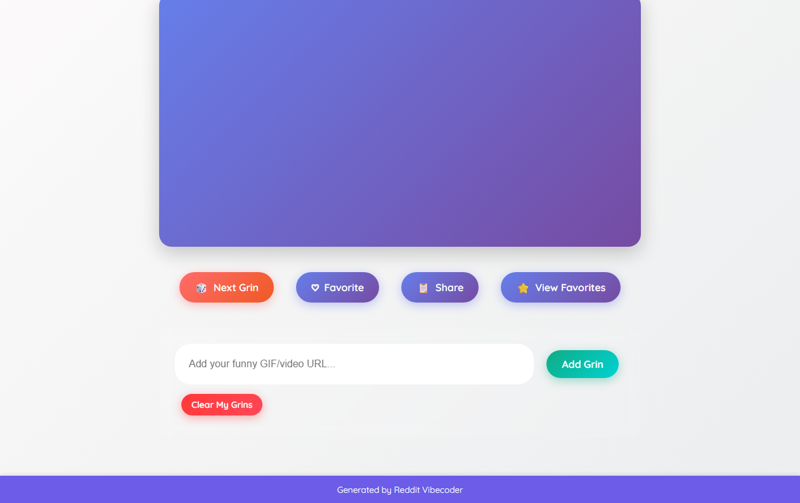 🎲 Next Grin
♡ Favorite
📋 Share
⭐ View Favorites
Add your funny GIF/video URL...
Add Grin
Clear My Grins
Generated by Reddit Vibecoder